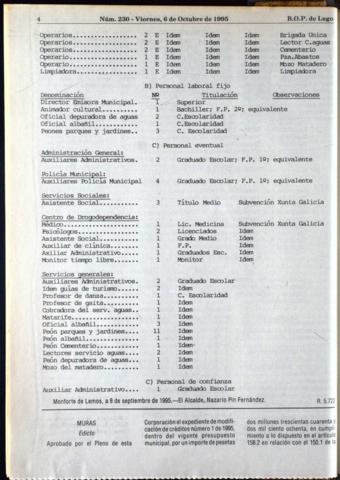 4 Núm. 230 - Viernes, 6 de Octubre de 1995 B.O.P. de Lugo
Operarios................ 2 E Idem Idem Idem Brigada Unica
Operarios................ 2 E Idem Idem Idem Lector C.aguas
Operario................. 1 E Idem Idem Idem Cementerio
Operario................. 1 E Idem Idem Idem Pza.Abastos
Operario................. 1 E Idem Idem Idem Mozo Matadero
Limpiadora............... 1 E Idem Idem Idem Limpiadora
B) Personal laboral fijo
Denominación Nº Titulación Observaciones
Director Emisora Municipal. 1 Superior
Animador cultural.......... 1 Bachiller; F.P. 2º; equivalente
Oficial depuradora de aguas 2 C.Escolaridad
Oficial albañil............ 1 C.Escolaridad
Peones parques y jardines.. 3 C. Escolaridad
C) Personal eventual
Administración General:
Auxiliares Administrativos. 2 Graduado Escolar; F.P. 1º; equivalente
Policía Municipal:
Auxiliares Policía Municipal 4 Graduado Escolar; F.P. 1º; equivalente
Servicios Sociales:
Asistente Social........... 3 Título Medio Subvención Xunta Galicia
Centro de Drogodependencia:
Médico..................... 1 Lic. Medicina Subvención Xunta Galicia
Psicólogos................. 2 Licenciados Idem
Asistente Social........... 1 Grado Medio Idem
Auxiliar de clínica........ 1 F.P. Idem
Axiliar Administrativo..... 1 Graduados Esc. Idem
Monitor tiempo libre....... 1 Monitor Idem
Servicios generales:
Auxiliares Administrativos. 2 Graduado Escolar
Idem guías de turismo...... 2 Idem
Profesor de danza.......... 1 C. Escolaridad
Profesor de gaita.......... 1 Idem
Cobradora del serv. aguas.. 1 Idem
Matarife................... 1 Idem
Oficial albañil............ 3 Idem
Peón parques y jardines.... 11 Idem
Peón albañil............... 1 Idem
Peón Cementerio............ 1 Idem
Lectores servicio aguas.... 2 Idem
Peón depuradora de aguas... 1 Idem
Mozo del matadero.......... 1 Idem
C) Personal de confianza
Auxiliar Administrativo.... 1 Graduado Escolar
Monforte de Lemos, a 8 de septiembre de 1995.—El Alcalde, Nazario Pin Fernández. R. 5.722
MURAS
Edicto
Aprobado por el Pleno de esta
Corporación el expediente de modifi-
cación de créditos número 1 de 1995,
dentro del vigente presupuesto
municipal, por un importe de pesetas
dos millones trescientas cuarenta y
dos mil ciento ochenta, en cumpli-
miento a lo dispuesto en el artículo
158.2 en relación con el 150.1 de la